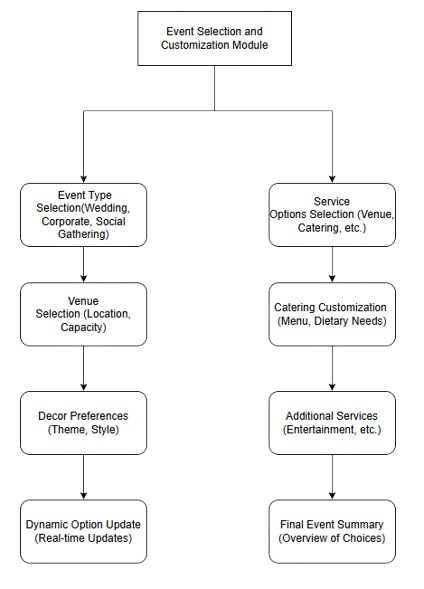 Event Selection and
Customization Module
Event Type
Selection(Wedding,
Corporate, Social
Gathering)
Service
Options Selection (Venue,
Catering, etc.)
Venue
Selection (Location,
Capacity)
Catering Customization
(Menu, Dietary Needs)
Decor Preferences
(Theme, Style)
Additional Services
(Entertainment, etc.)
Dynamic Option Update
(Real-time Updates)
Final Event Summary
(Overview of Choices)